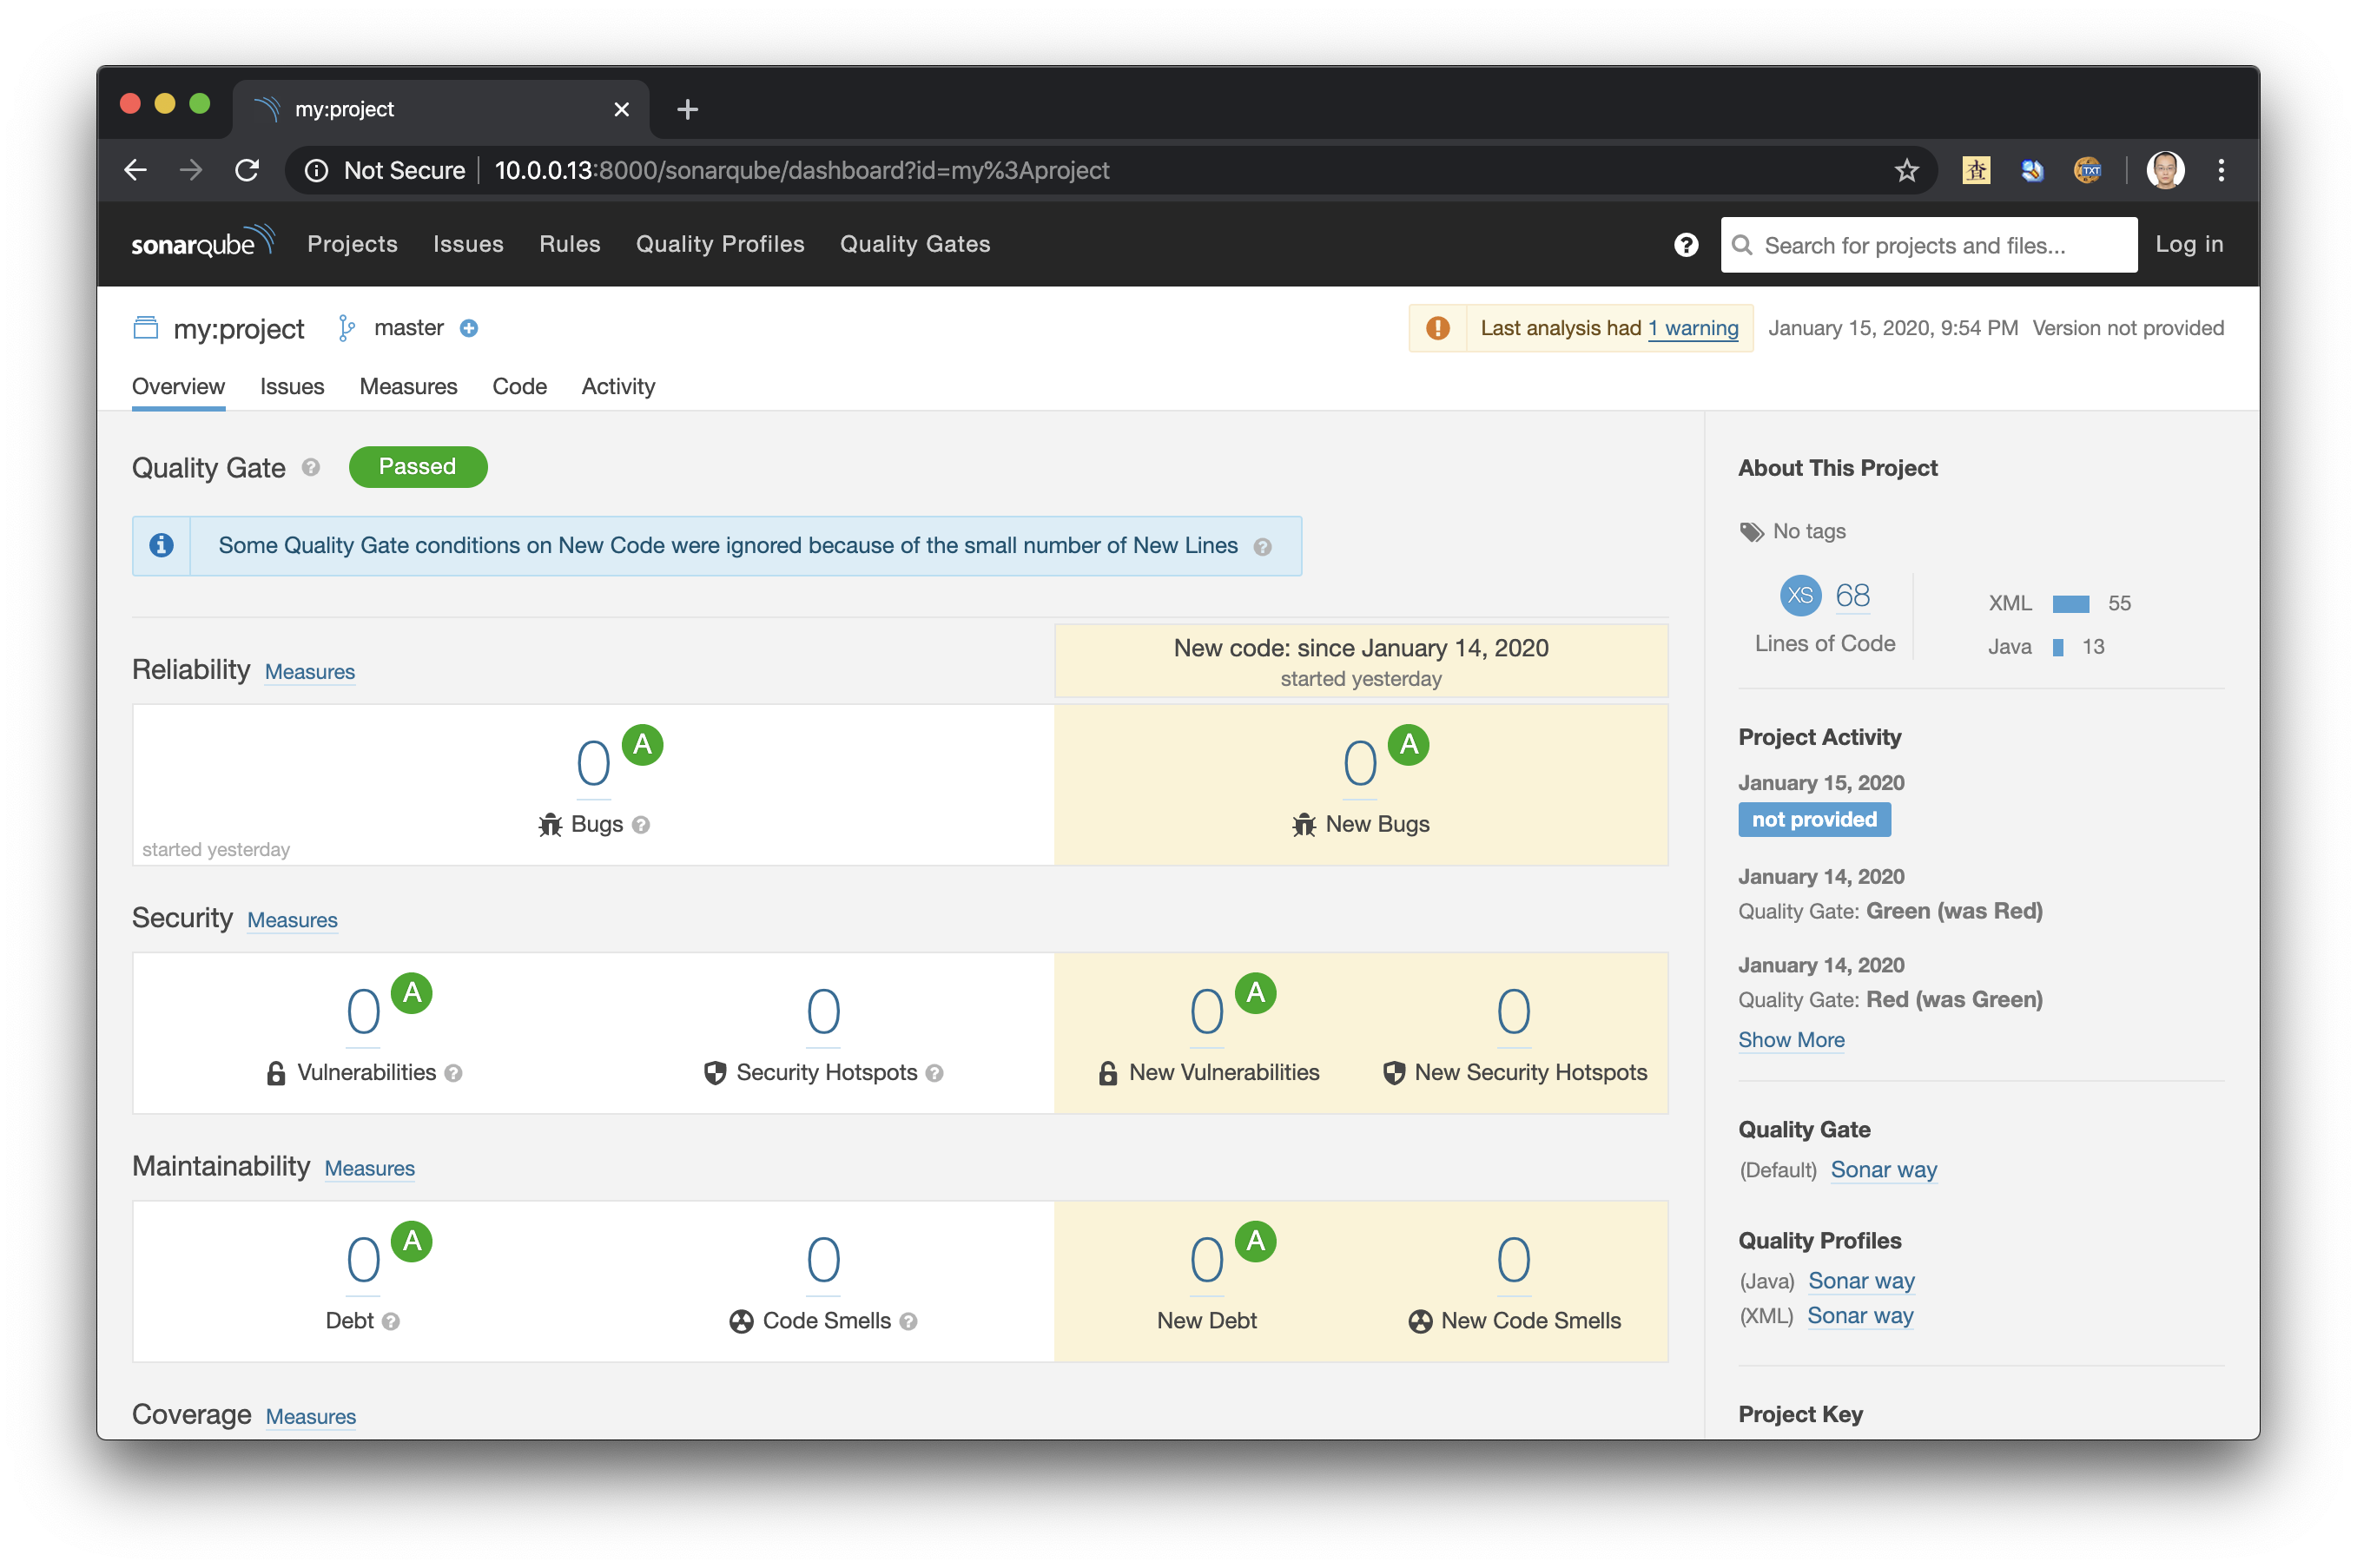 my:project
Not Secure 10.0.0.13:8000/sonarqube/dashboard?id=my%3Aproject
查 TXT
sonarqube Projects Issues Rules Quality Profiles Quality Gates Search for projects and files... Log in
my:project master Last analysis had 1 warning January 15, 2020, 9:54 PM Version not provided
Overview Issues Measures Code Activity
Quality Gate Passed
Some Quality Gate conditions on New Code were ignored because of the small number of New Lines
New code: since January 14, 2020
started yesterday
Reliability Measures
0 A 0 A
Bugs New Bugs
started yesterday
Security Measures
0 A 0 0 A 0
Vulnerabilities Security Hotspots New Vulnerabilities New Security Hotspots
Maintainability Measures
0 A 0 0 A 0
Debt Code Smells New Debt New Code Smells
Coverage Measures
About This Project
No tags
XS 68
Lines of Code
XML 55
Java 13
Project Activity
January 15, 2020
not provided
January 14, 2020
Quality Gate: Green (was Red)
January 14, 2020
Quality Gate: Red (was Green)
Show More
Quality Gate
(Default) Sonar way
Quality Profiles
(Java) Sonar way
(XML) Sonar way
Project Key